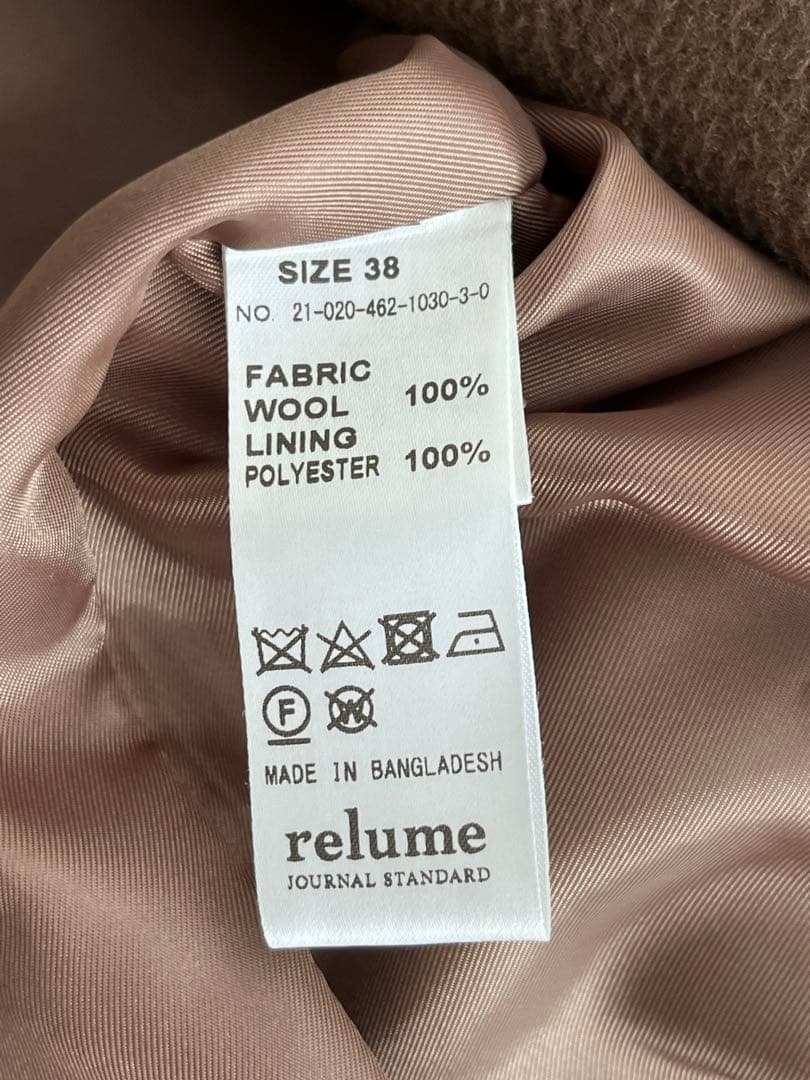 SIZE 38
NO. 21-020-462-1030-3-0
FABRIC
WOOL 100%
LINING
POLYESTER 100%
F W
MADE IN BANGLADESH
relume
JOURNAL STANDARD